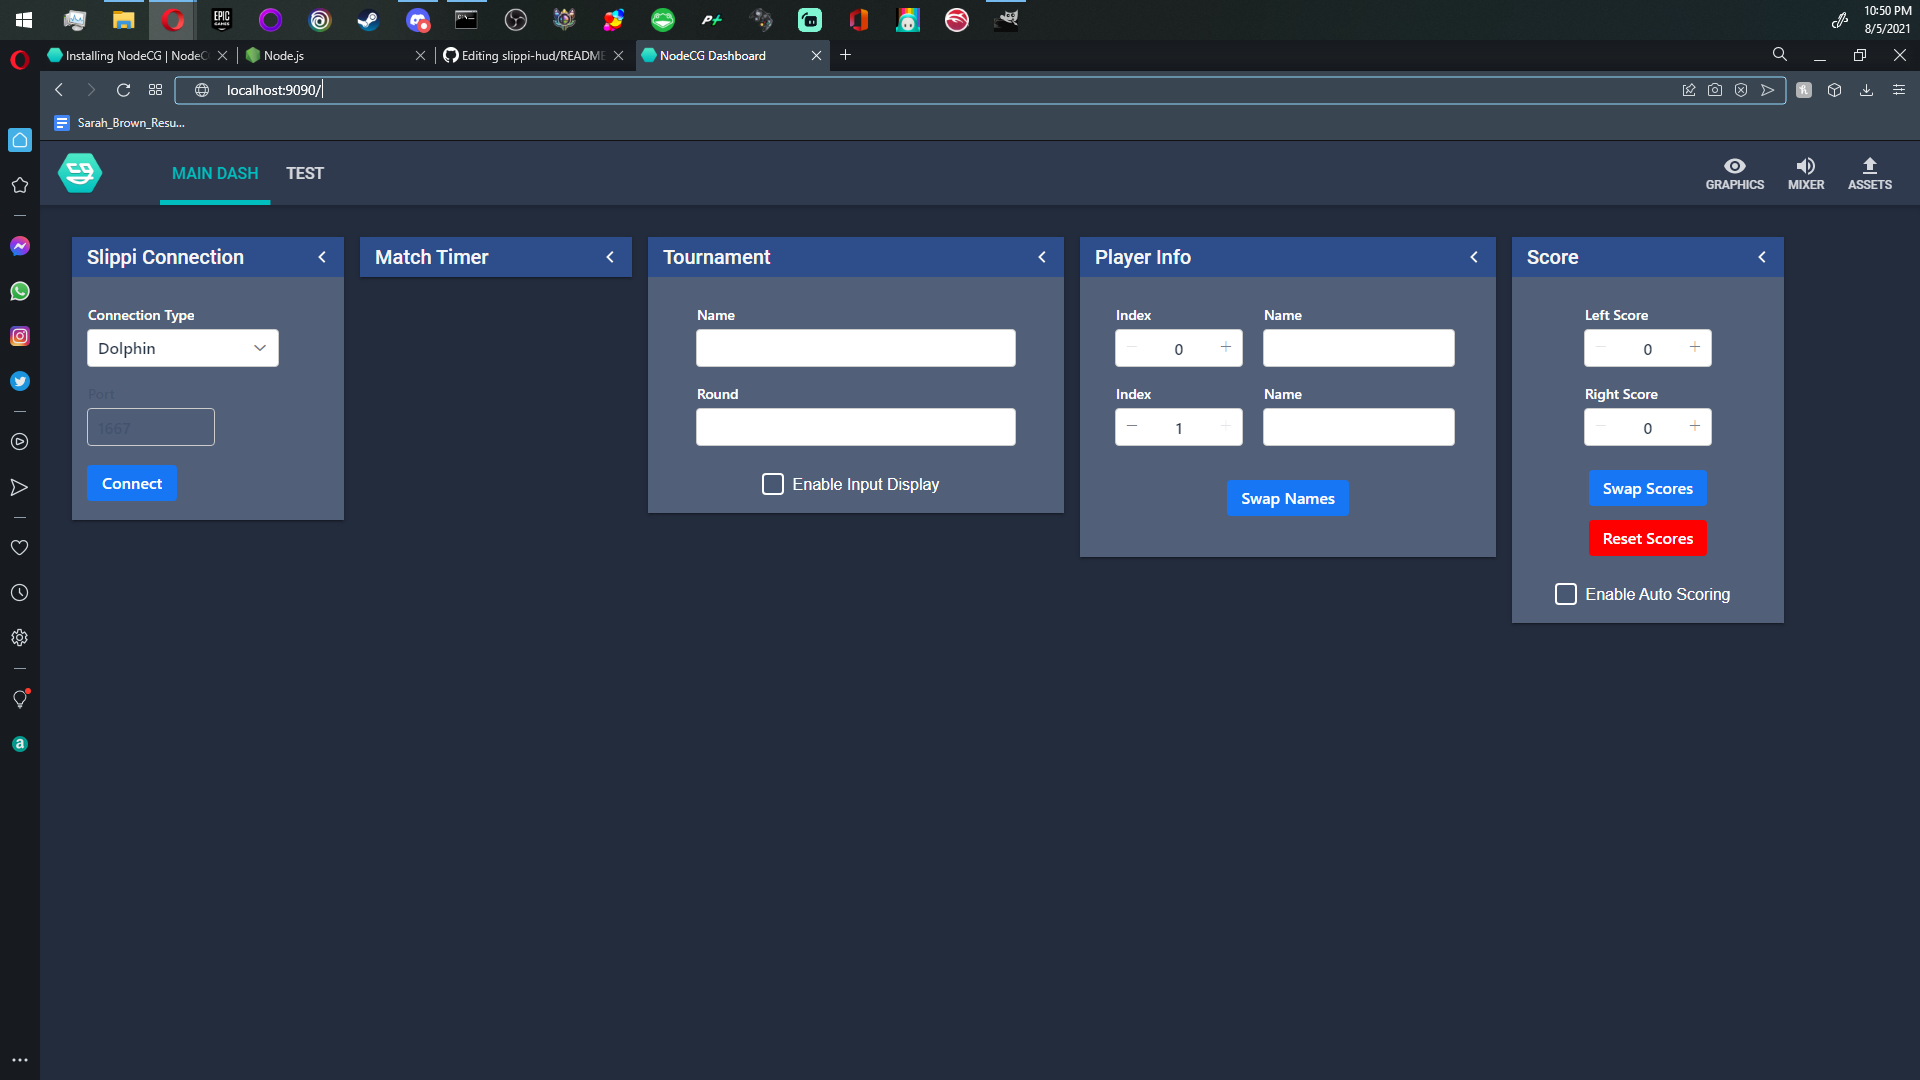 10:50 PM
8/5/2021
EPIC
GAMES
Installing NodeCG | NodeC
Node.js
Editing slippi-hud/README
NodeCG Dashboard
localhost:9090/
Sarah_Brown_Resu...
MAIN DASH
TEST
GRAPHICS
MIXER
ASSETS
Slippi Connection
Connection Type
Dolphin
Port
1667
Connect
Match Timer
Tournament
Name
Round
Enable Input Display
Player Info
Index
Name
0
Index
Name
1
Swap Names
Score
Left Score
0
Right Score
0
Swap Scores
Reset Scores
Enable Auto Scoring